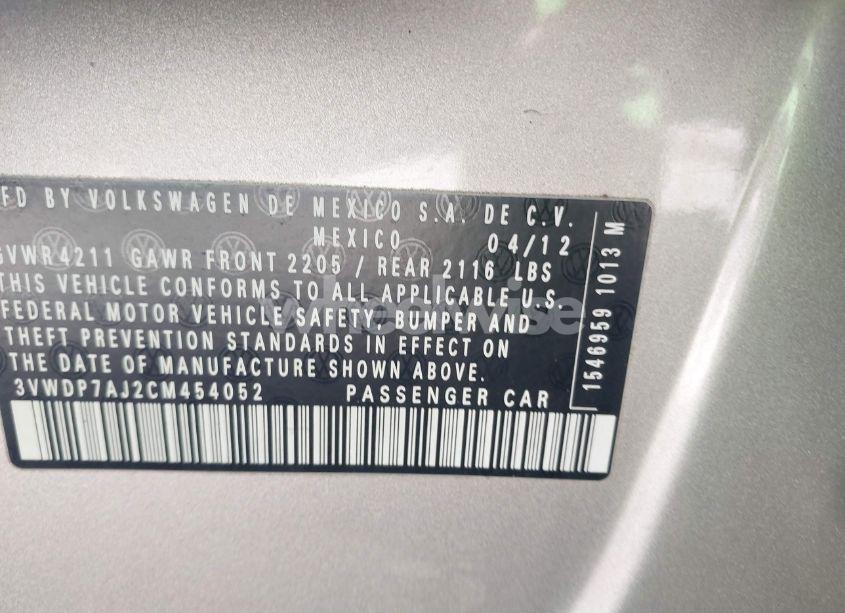 FD BY VOLKSWAGEN DE MEXICO S.A. DE C.V.
MEXICO 04/12
GVWR 4211 GAWR FRONT 2205 / REAR 2116 LBS
THIS VEHICLE CONFORMS TO ALL APPLICABLE U.S.
FEDERAL MOTOR VEHICLE SAFETY, BUMPER AND
THEFT PREVENTION STANDARDS IN EFFECT ON
THE DATE OF MANUFACTURE SHOWN ABOVE.
3VWDP7AJ2CM454052 PASSENGER CAR
1546959 1013 M